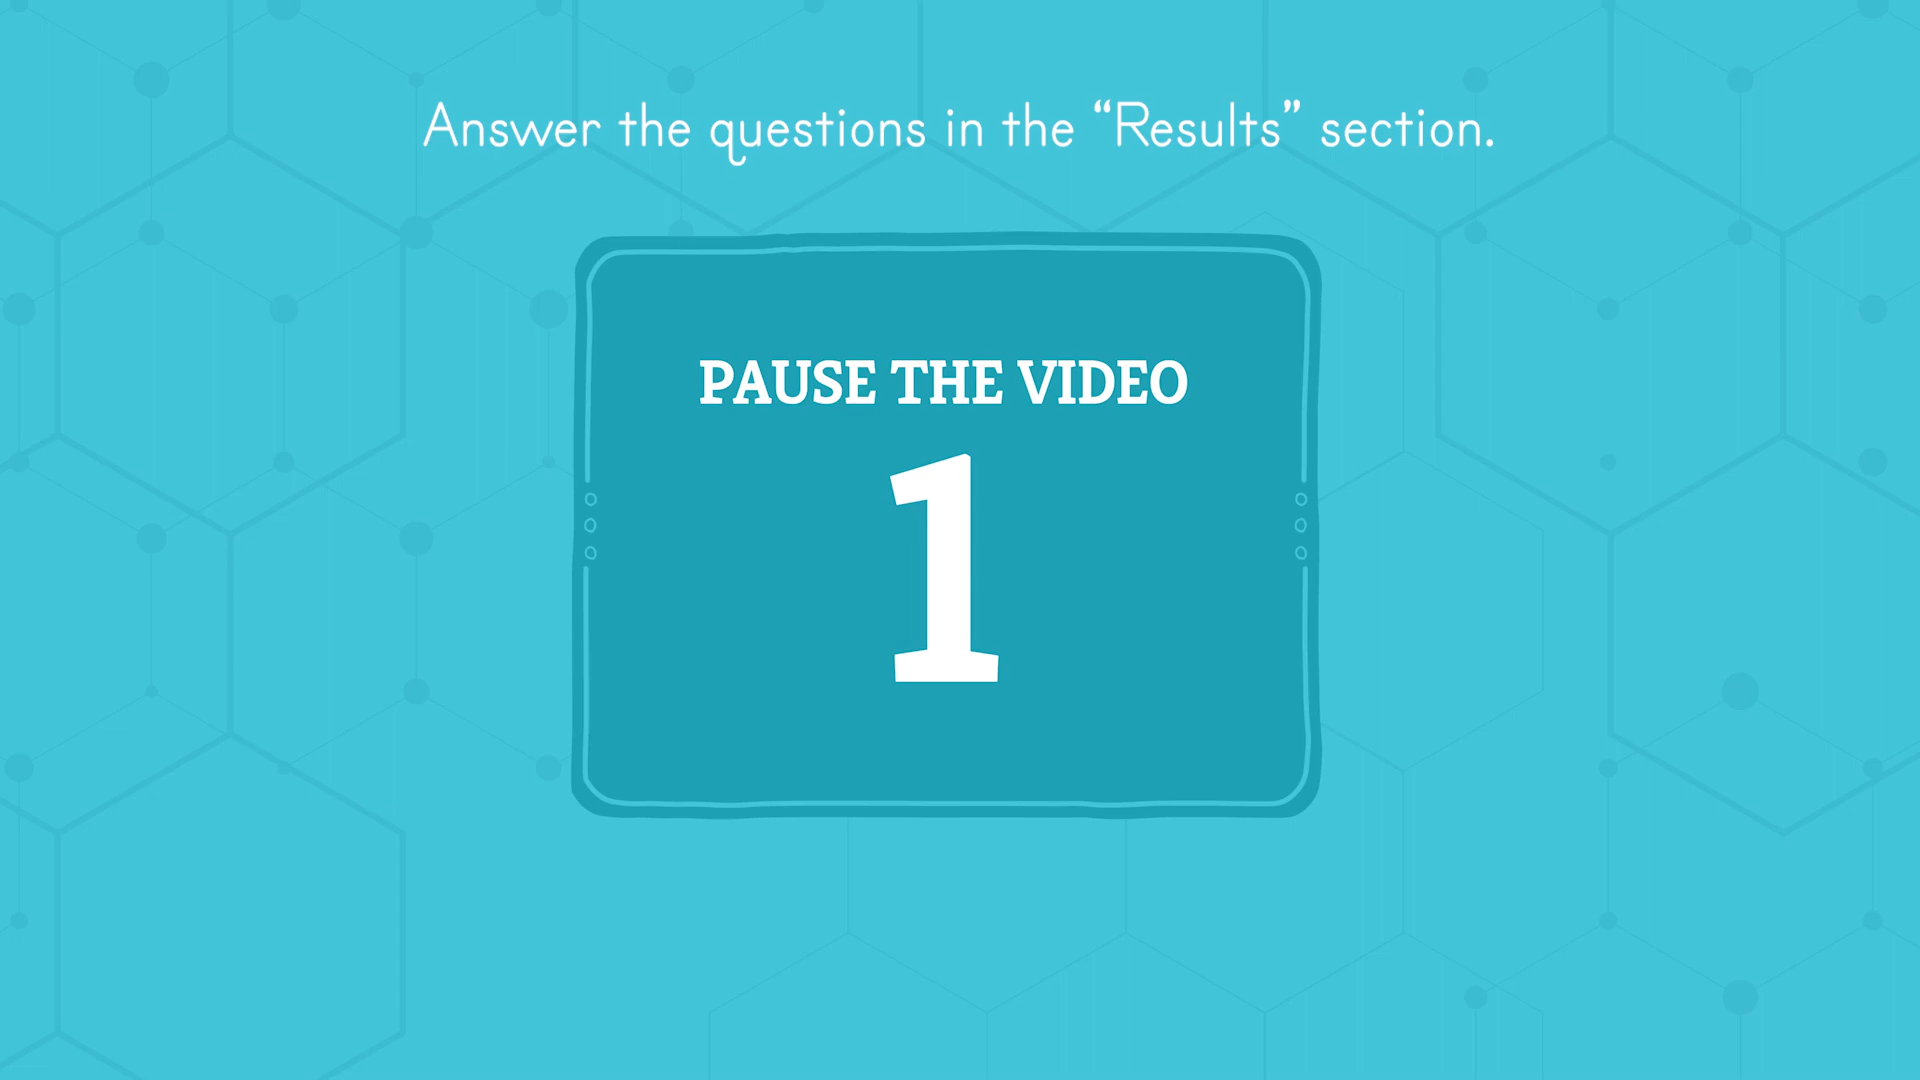 Answer the questions in the “Results” section.
PAUSE THE VIDEO
1